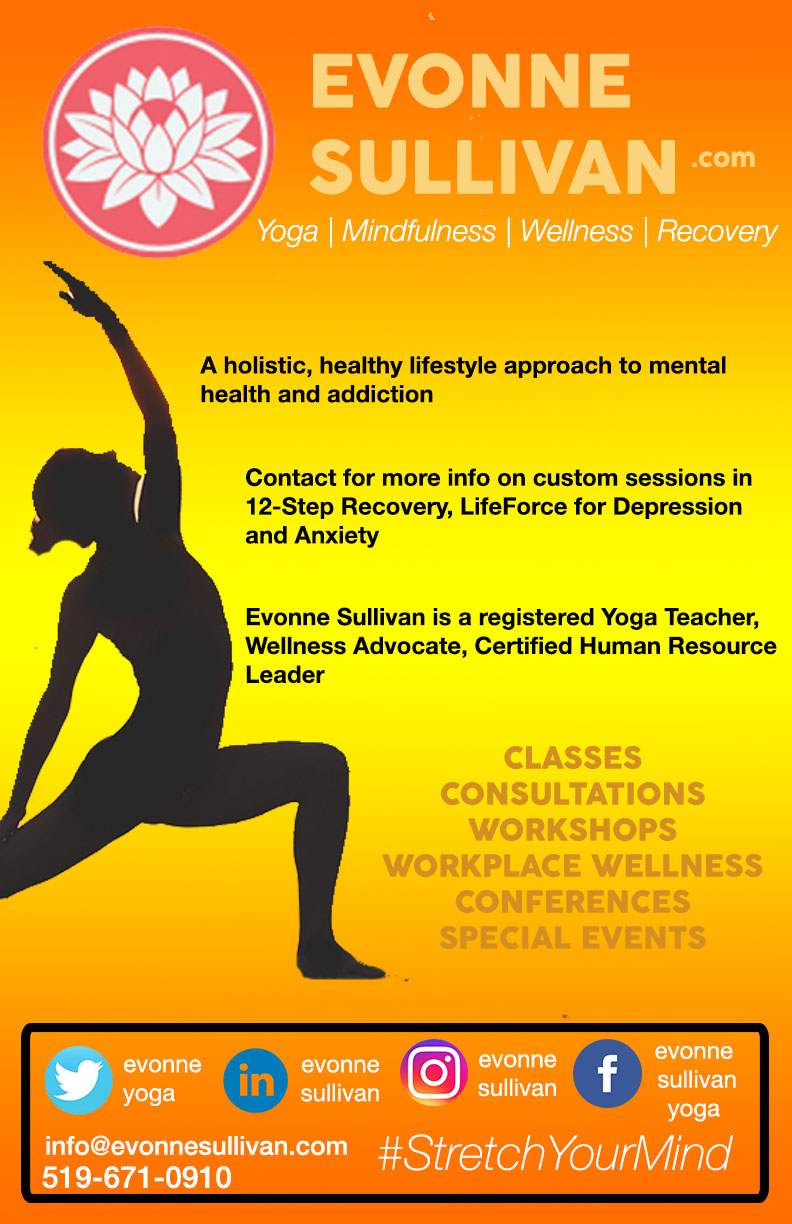 EVONNE
SULLIVAN .com
Yoga | Mindfulness | Wellness | Recovery
A holistic, healthy lifestyle approach to mental
health and addiction
Contact for more info on custom sessions in
12-Step Recovery, LifeForce for Depression
and Anxiety
Evonne Sullivan is a registered Yoga Teacher,
Wellness Advocate, Certified Human Resource
Leader
CLASSES
CONSULTATIONS
WORKSHOPS
WORKPLACE WELLNESS
CONFERENCES
SPECIAL EVENTS
evonne
yoga
in
evonne
sullivan
evonne
sullivan
f
evonne
sullivan
yoga
info@evonnesullivan.com
519-671-0910
#StretchYourMind